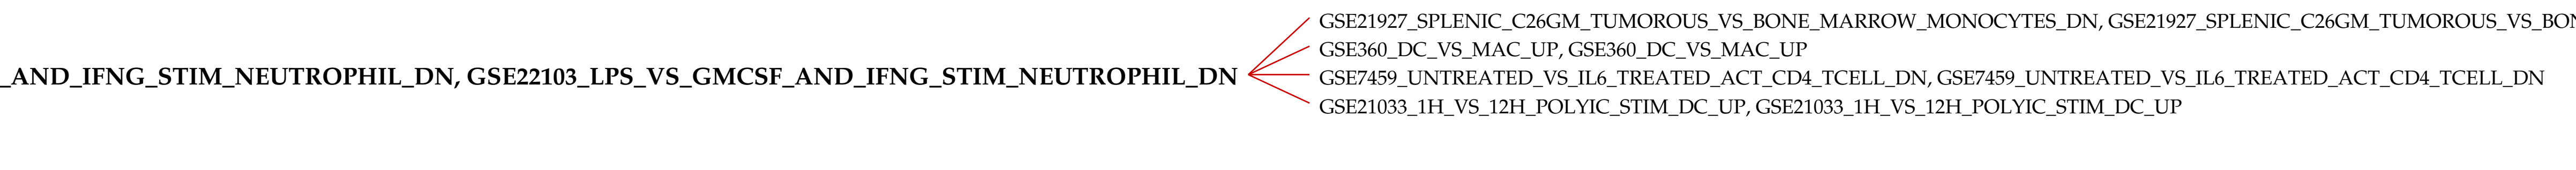 GSE21927_SPLENIC_C26GM_TUMOROUS_VS_BONE_MARROW_MONOCYTES_DN, GSE21927_SPLENIC_C26GM_TUMOROUS_VS_BON
GSE360_DC_VS_MAC_UP, GSE360_DC_VS_MAC_UP
_AND_IFNG_STIM_NEUTROPHIL_DN, GSE22103_LPS_VS_GMCSF_AND_IFNG_STIM_NEUTROPHIL_DN
GSE7459_UNTREATED_VS_IL6_TREATED_ACT_CD4_TCELL_DN, GSE7459_UNTREATED_VS_IL6_TREATED_ACT_CD4_TCELL_DN
GSE21033_1H_VS_12H_POLYIC_STIM_DC_UP, GSE21033_1H_VS_12H_POLYIC_STIM_DC_UP